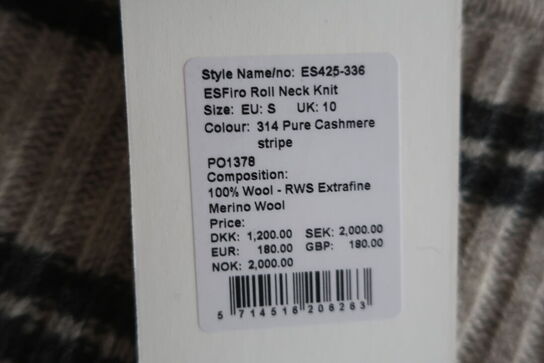 Style Name/no: ES425-336
ESFiro Roll Neck Knit
Size: EU: S UK: 10
Colour: 314 Pure Cashmere
stripe
PO1378
Composition:
100% Wool - RWS Extrafine
Merino Wool
Price:
DKK: 1,200.00 SEK: 2,000.00
EUR: 180.00 GBP: 180.00
NOK: 2,000.00
5 714516 206263